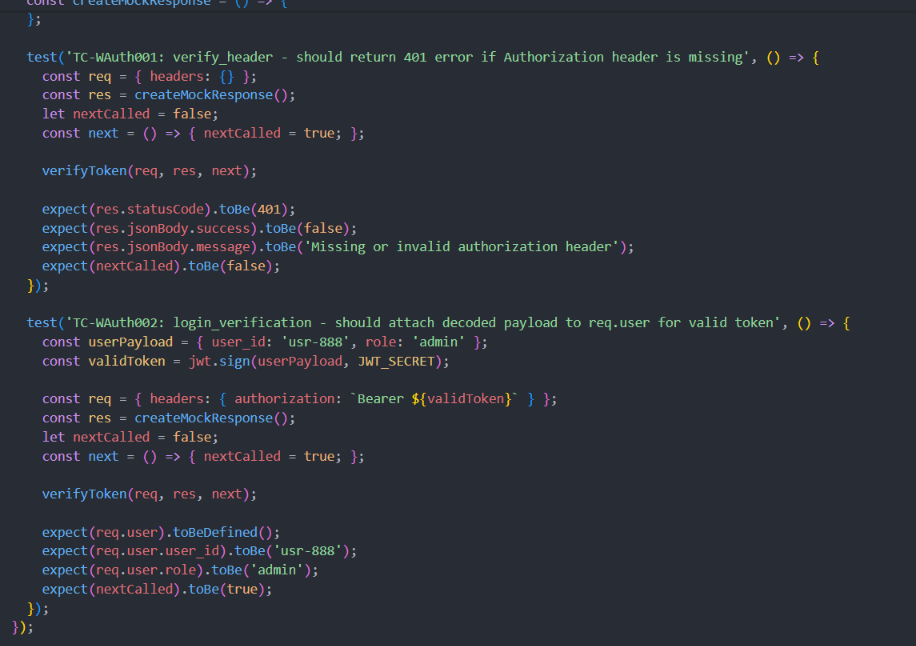 const createMockResponse = () => {
};
test('TC-WAuth001: verify_header - should return 401 error if Authorization header is missing', () => {
const req = { headers: {} };
const res = createMockResponse();
let nextCalled = false;
const next = () => { nextCalled = true; };
verifyToken(req, res, next);
expect(res.statusCode).toBe(401);
expect(res.jsonBody.success).toBe(false);
expect(res.jsonBody.message).toBe('Missing or invalid authorization header');
expect(nextCalled).toBe(false);
});
test('TC-WAuth002: login_verification - should attach decoded payload to req.user for valid token', () => {
const userPayload = { user_id: 'usr-888', role: 'admin' };
const validToken = jwt.sign(userPayload, JWT_SECRET);
const req = { headers: { authorization: `Bearer ${validToken}` } };
const res = createMockResponse();
let nextCalled = false;
const next = () => { nextCalled = true; };
verifyToken(req, res, next);
expect(req.user).toBeDefined();
expect(req.user.user_id).toBe('usr-888');
expect(req.user.role).toBe('admin');
expect(nextCalled).toBe(true);
});
});